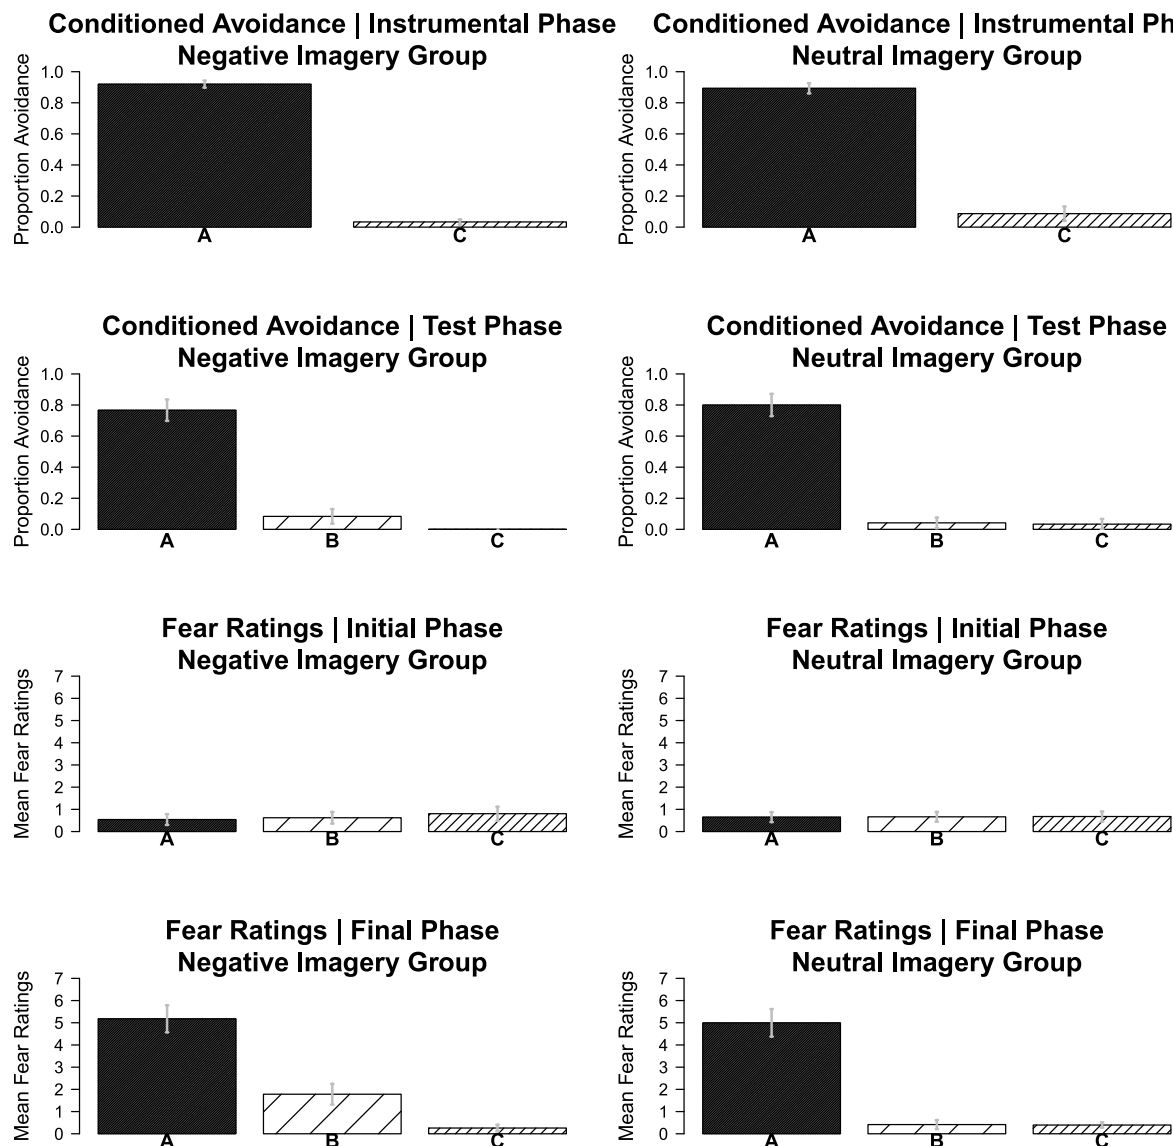 Conditioned Avoidance | Instrumental Phase
Negative Imagery Group
Proportion Avoidance
1.0
0.8
0.6
0.4
0.2
0.0
A C
Conditioned Avoidance | Instrumental Ph
Neutral Imagery Group
Proportion Avoidance
1.0
0.8
0.6
0.4
0.2
0.0
A C
Conditioned Avoidance | Test Phase
Negative Imagery Group
Proportion Avoidance
1.0
0.8
0.6
0.4
0.2
0.0
A B C
Conditioned Avoidance | Test Phase
Neutral Imagery Group
Proportion Avoidance
1.0
0.8
0.6
0.4
0.2
0.0
A B C
Fear Ratings | Initial Phase
Negative Imagery Group
Mean Fear Ratings
7
6
5
4
3
2
1
0
A B C
Fear Ratings | Initial Phase
Neutral Imagery Group
Mean Fear Ratings
7
6
5
4
3
2
1
0
A B C
Fear Ratings | Final Phase
Negative Imagery Group
Mean Fear Ratings
7
6
5
4
3
2
1
0
A B C
Fear Ratings | Final Phase
Neutral Imagery Group
Mean Fear Ratings
7
6
5
4
3
2
1
0
A B C